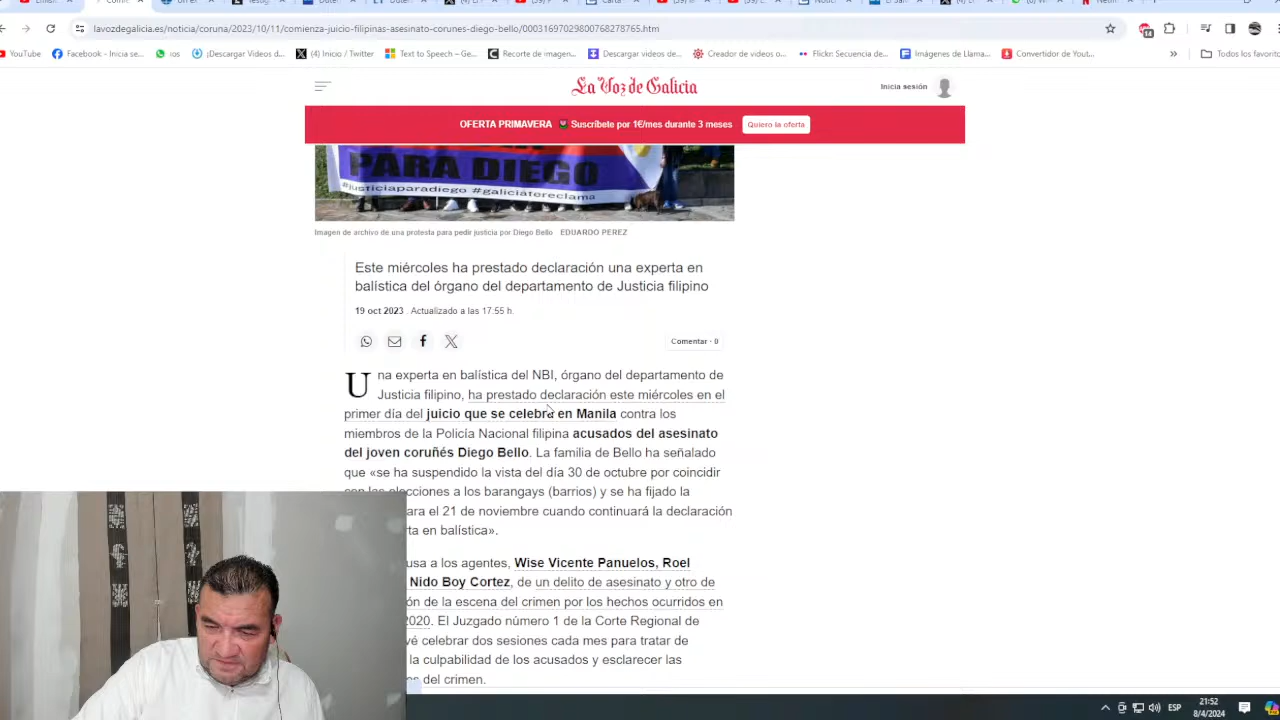 lavozdegalicia.es/noticia/coruna/2023/10/11/comienza-juicio-filipinas-asesinato-corunes-diego-bello/00031697029800768278765.htm
YouTube Facebook - Inicia se... ios ¡Descargar Videos d... (4) Inicio / Twitter Text to Speech – Ge... Recorte de imagen... Descargar videos de... Creador de videos o... Flickr: Secuencia de... Imágenes de Llamas... Convertidor de Yout... » Todos los favorito
La Voz de Galicia
Inicia sesión
OFERTA PRIMAVERA Suscríbete por 1€/mes durante 3 meses Quiero la oferta
PARA DIEGO
#justiciaparadiego #galiciatereclama
Imagen de archivo de una protesta para pedir justicia por Diego Bello EDUARDO PEREZ
Este miércoles ha prestado declaración una experta en
balística del órgano del departamento de Justicia filipino
19 oct 2023 . Actualizado a las 17:55 h.
Comentar · 0
Una experta en balística del NBI, órgano del departamento de
Justicia filipino, ha prestado declaración este miércoles en el
primer día del juicio que se celebra en Manila contra los
miembros de la Policía Nacional filipina acusados del asesinato
del joven coruñés Diego Bello. La familia de Bello ha señalado
que «se ha suspendido la vista del día 30 de octubre por coincidir
con las elecciones a los barangays (barrios) y se ha fijado la
ara el 21 de noviembre cuando continuará la declaración
rta en balística».
usa a los agentes, Wise Vicente Panuelos, Roel
Nido Boy Cortez, de un delito de asesinato y otro de
ón de la escena del crimen por los hechos ocurridos en
2020. El Juzgado número 1 de la Corte Regional de
vé celebrar dos sesiones cada mes para tratar de
la culpabilidad de los acusados y esclarecer las
s del crimen.
ESP
21:52
8/4/2024